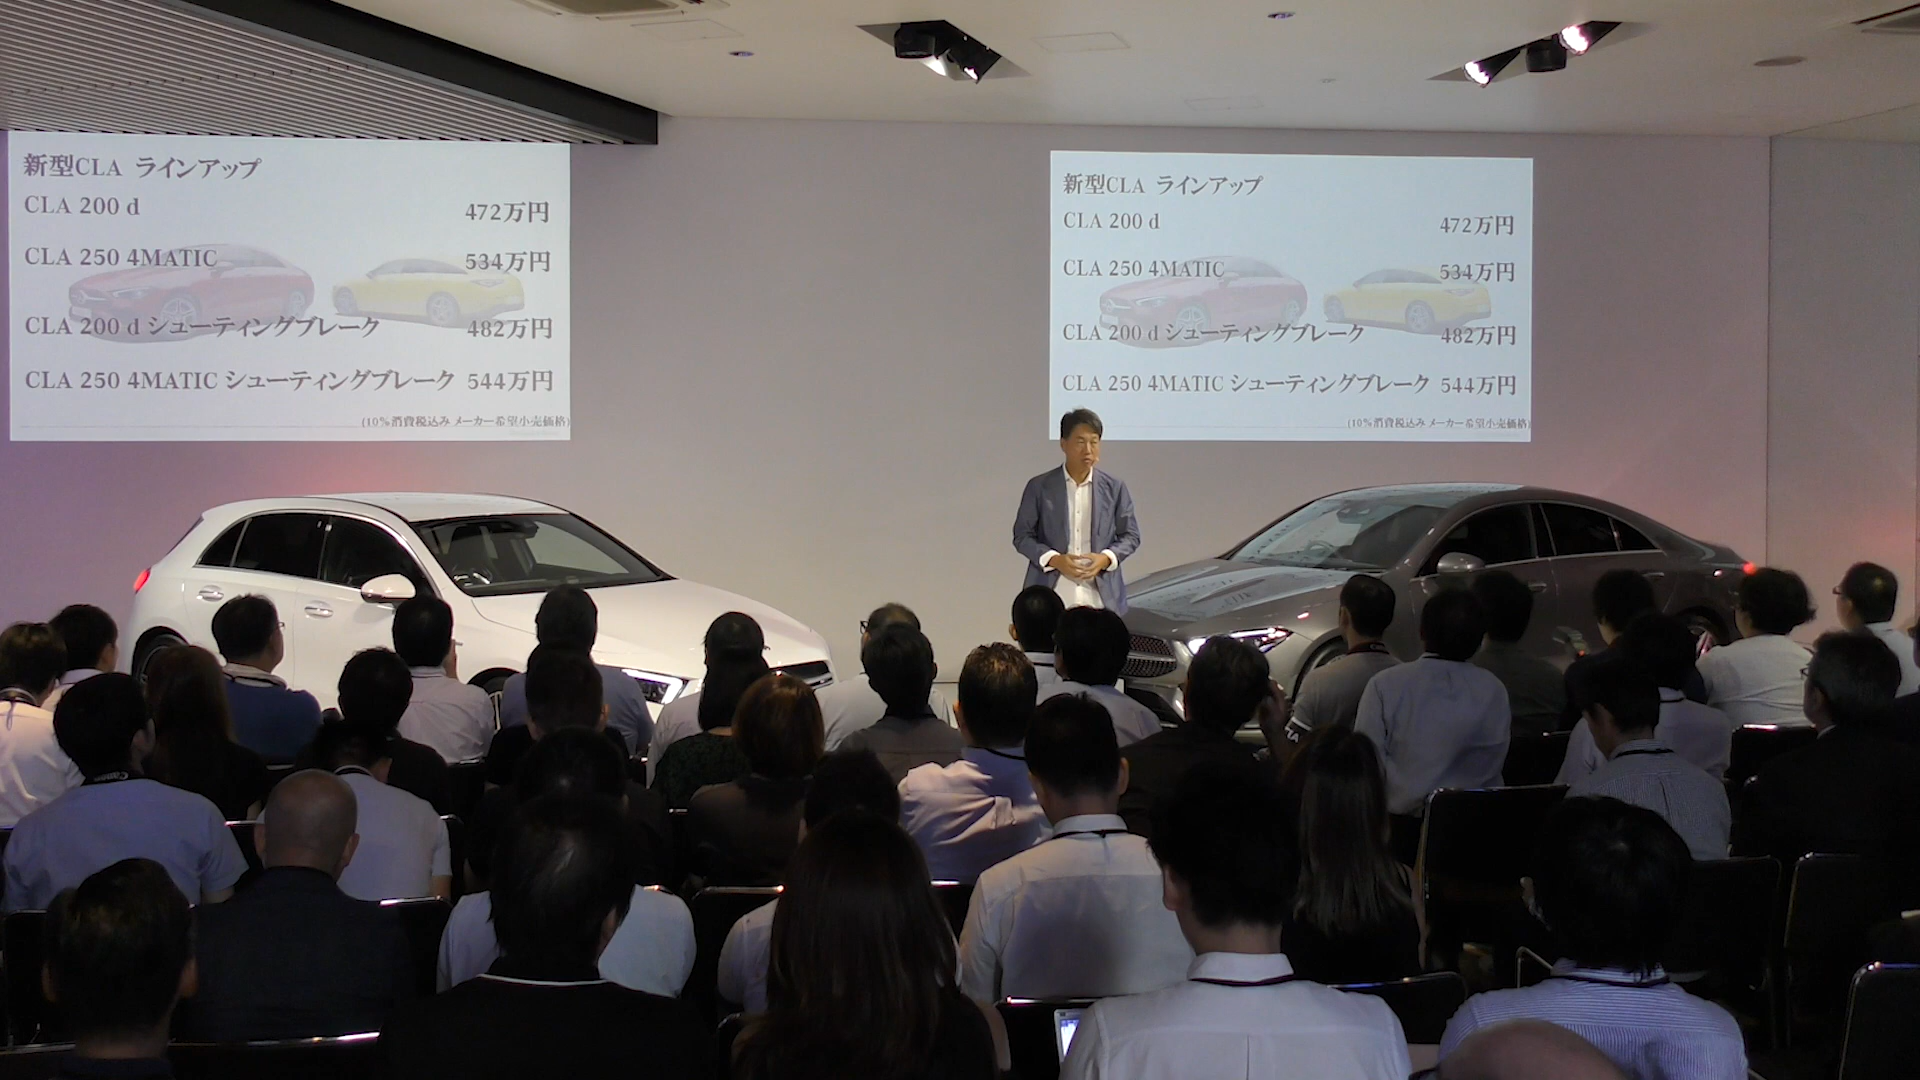 新型CLA ラインアップ
CLA 200 d 472万円
CLA 250 4MATIC 534万円
CLA 200 d シューティングブレーク 482万円
CLA 250 4MATIC シューティングブレーク 544万円
(10%消費税込み メーカー希望小売価格)
新型CLA ラインアップ
CLA 200 d 472万円
CLA 250 4MATIC 534万円
CLA 200 d シューティングブレーク 482万円
CLA 250 4MATIC シューティングブレーク 544万円
(10%消費税込み メーカー希望小売価格)
Canon